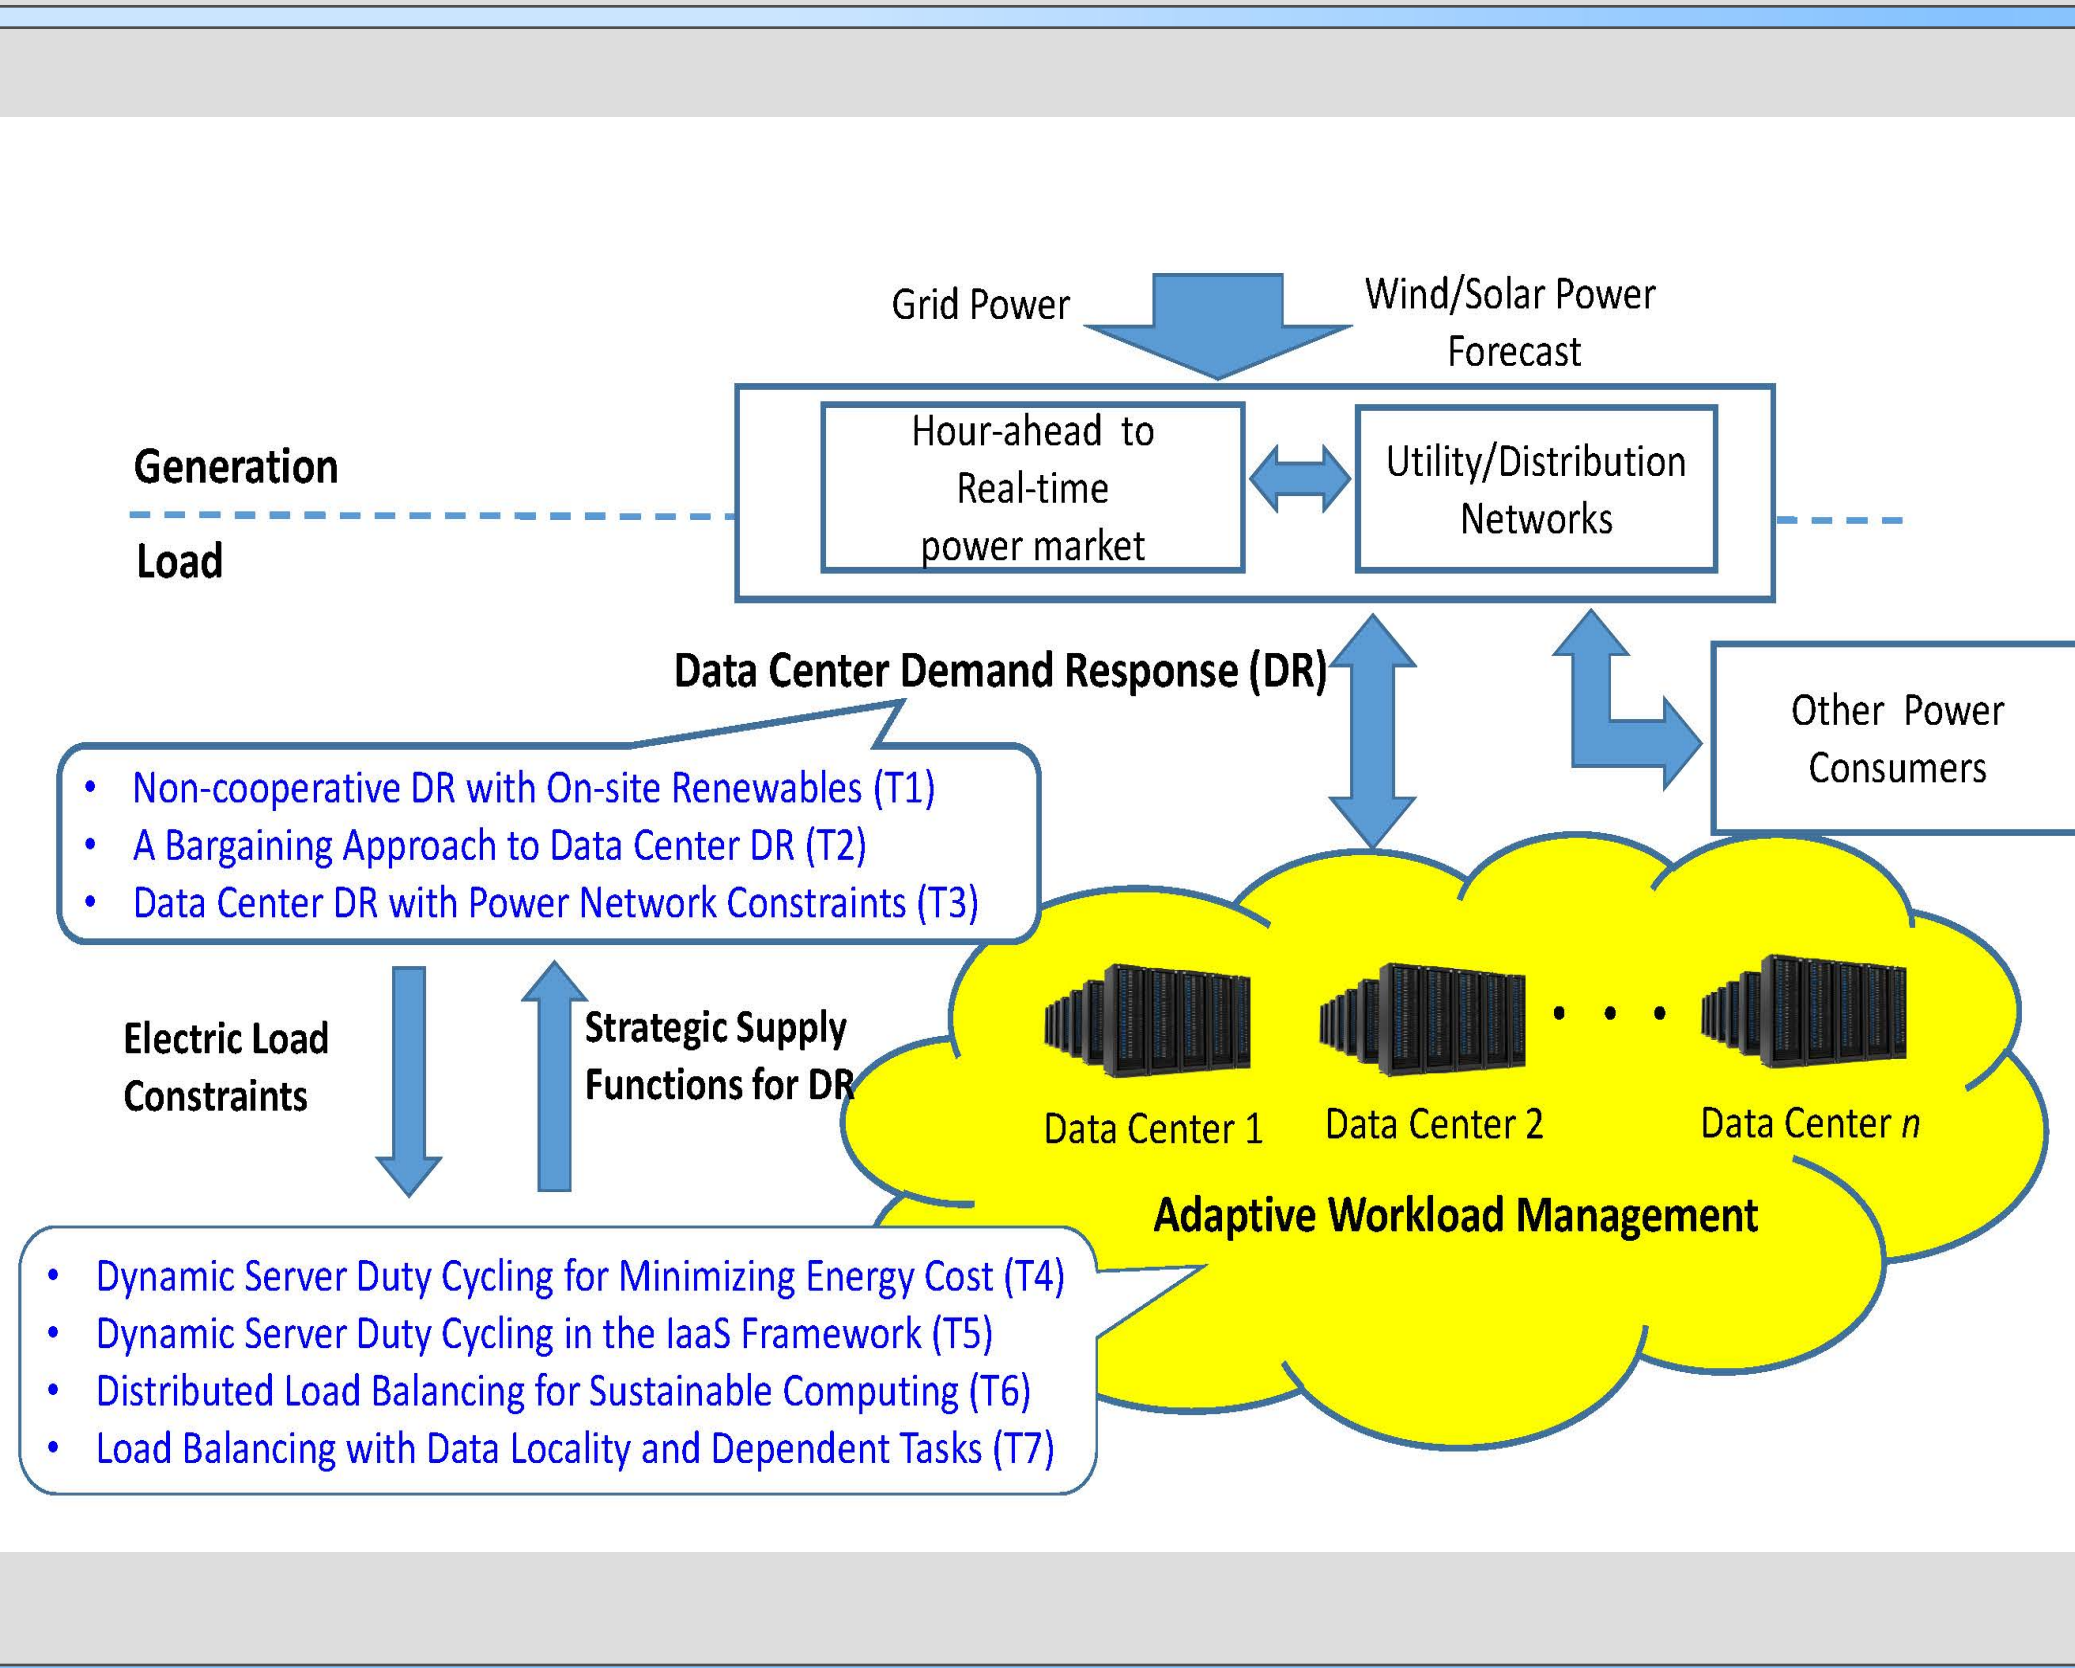 Grid Power
Wind/Solar Power
Forecast
Generation
Load
Hour-ahead to
Real-time
power market
Utility/Distribution
Networks
Data Center Demand Response (DR)
Other Power
Consumers
• Non-cooperative DR with On-site Renewables (T1)
• A Bargaining Approach to Data Center DR (T2)
• Data Center DR with Power Network Constraints (T3)
Electric Load
Constraints
Strategic Supply
Functions for DR
Data Center 1
Data Center 2
Data Center n
Adaptive Workload Management
• Dynamic Server Duty Cycling for Minimizing Energy Cost (T4)
• Dynamic Server Duty Cycling in the IaaS Framework (T5)
• Distributed Load Balancing for Sustainable Computing (T6)
• Load Balancing with Data Locality and Dependent Tasks (T7)